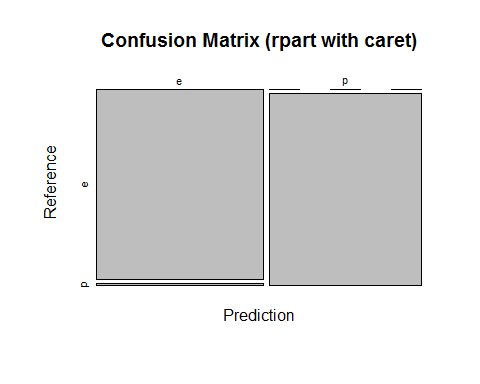 Confusion Matrix (rpart with caret)
e
p
Reference
e
p
Prediction